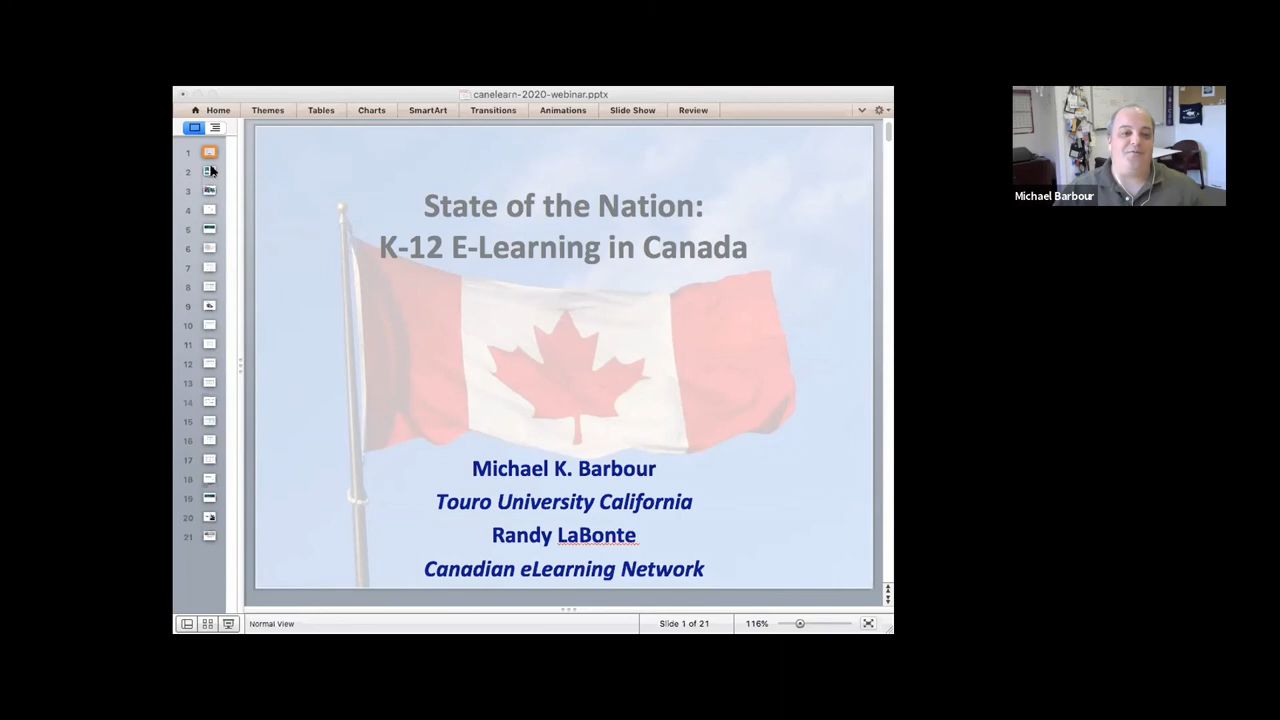 canelearn-2020-webinar.pptx
Home Themes Tables Charts SmartArt Transitions Animations Slide Show Review
1
2
3
4
5
6
7
8
9
10
11
12
13
14
15
16
17
18
19
20
21
State of the Nation:
K-12 E-Learning in Canada
Michael K. Barbour
Touro University California
Randy LaBonte
Canadian eLearning Network
Normal View
Slide 1 of 21
116%
Michael Barbour